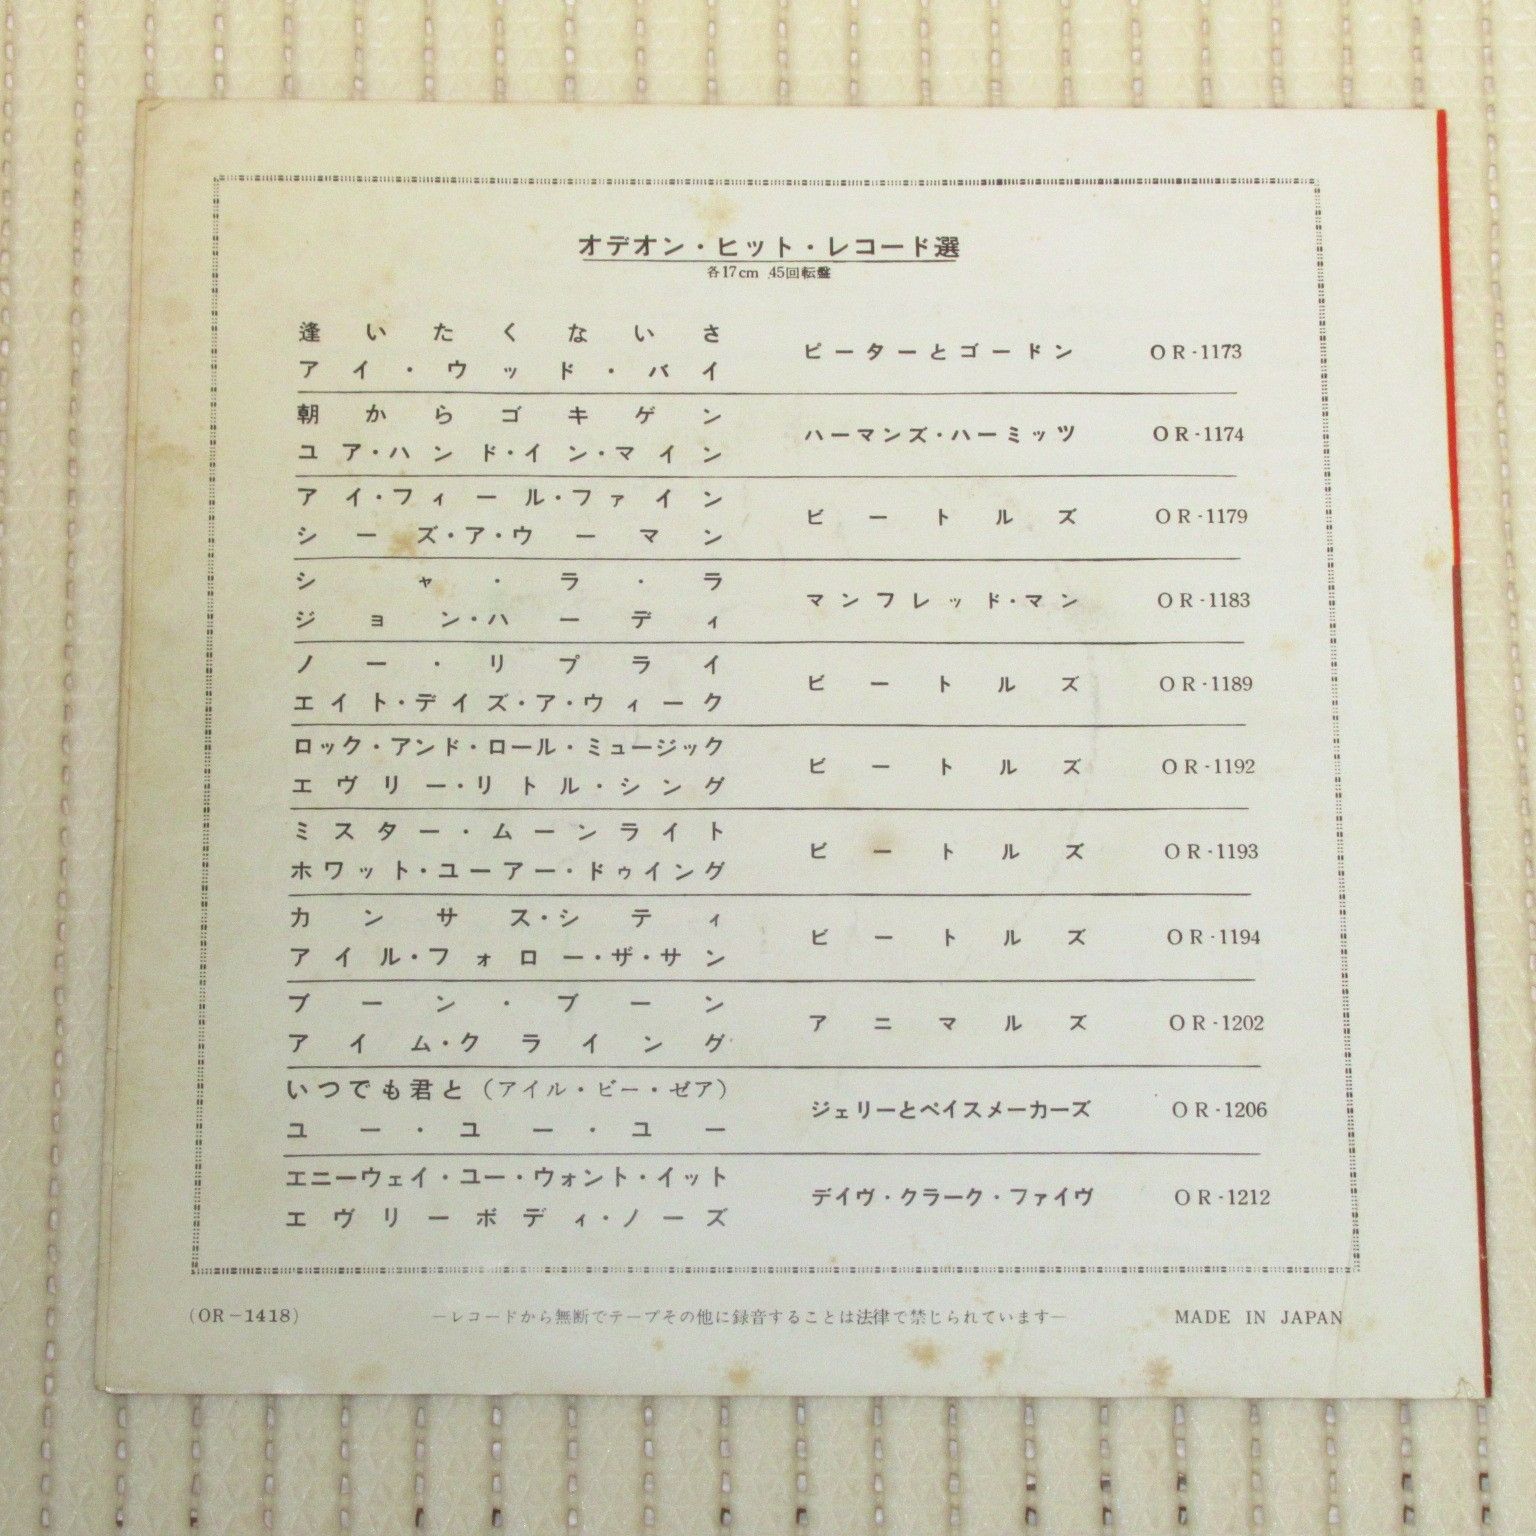 オデオン・ヒット・レコード選
各17cm 45回転盤
逢いたくないさ
アイ・ウッド・バイ
ピーターとゴードン OR-1173
朝からゴキゲン
ユア・ハンド・イン・マイン
ハーマンズ・ハーミッツ OR-1174
アイ・フィール・ファイン
シーズ・ア・ウーマン
ビートルズ OR-1179
シャ・ラ・ラ
ジョン・ハーディ
マンフレッド・マン OR-1183
ノー・リプライ
エイト・デイズ・ア・ウィーク
ビートルズ OR-1189
ロック・アンド・ロール・ミュージック
エヴリー・リトル・シング
ビートルズ OR-1192
ミスター・ムーンライト
ホワット・ユーアー・ドゥイング
ビートルズ OR-1193
カンサス・シティ
アイル・フォロー・ザ・サン
ビートルズ OR-1194
ブーン・ブーン
アイム・クライング
アニマルズ OR-1202
いつでも君と(アイル・ビー・ゼア)
ユー・ユー・ユー
ジェリーとペイスメーカーズ OR-1206
エニーウェイ・ユー・ウォント・イット
エヴリーボディ・ノーズ
デイヴ・クラーク・ファイヴ OR-1212
(OR-1418) ―レコードから無断でテープその他に録音することは法律で禁じられています― MADE IN JAPAN